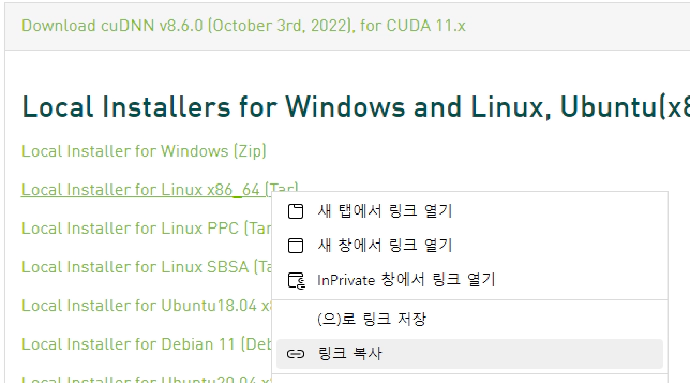 Download cuDNN v8.6.0 (October 3rd, 2022), for CUDA 11.x
Local Installers for Windows and Linux, Ubuntu(x8
Local Installer for Windows (Zip)
Local Installer for Linux x86_64 (Tar)
새 탭에서 링크 열기
Local Installer for Linux PPC (Tar
새 창에서 링크 열기
Local Installer for Linux SBSA (Ta
InPrivate 창에서 링크 열기
Local Installer for Ubuntu18.04 x
(으)로 링크 저장
Local Installer for Debian 11 (Deb
링크 복사
Local Installer for Ubuntu20.04 x